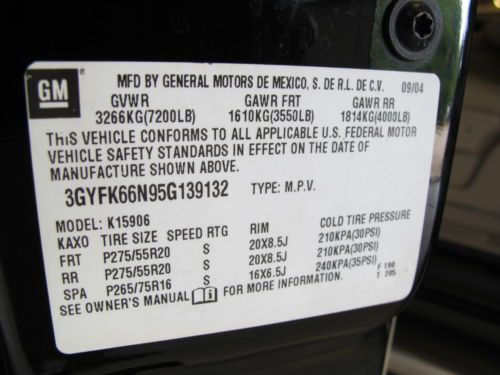 GM
MFD BY GENERAL MOTORS DE MEXICO, S. DE R.L. DE C.V. 09/04
GVWR GAWR FRT GAWR RR
3266KG(7200LB) 1610KG(3550LB) 1814KG(4000LB)
THIS VEHICLE CONFORMS TO ALL APPLICABLE U.S. FEDERAL MOTOR
VEHICLE SAFETY STANDARDS IN EFFECT ON THE DATE OF
MANUFACTURE SHOWN ABOVE.
3GYFK66N95G139132 TYPE: M.P.V.
MODEL: K15906
KAXO TIRE SIZE SPEED RTG RIM COLD TIRE PRESSURE
FRT P275/55R20 S 20X8.5J 210KPA(30PSI)
RR P275/55R20 S 20X8.5J 210KPA(30PSI)
SPA P265/75R16 S 16X6.5J 240KPA(35PSI) F 190
SEE OWNER'S MANUAL FOR MORE INFORMATION. T 205